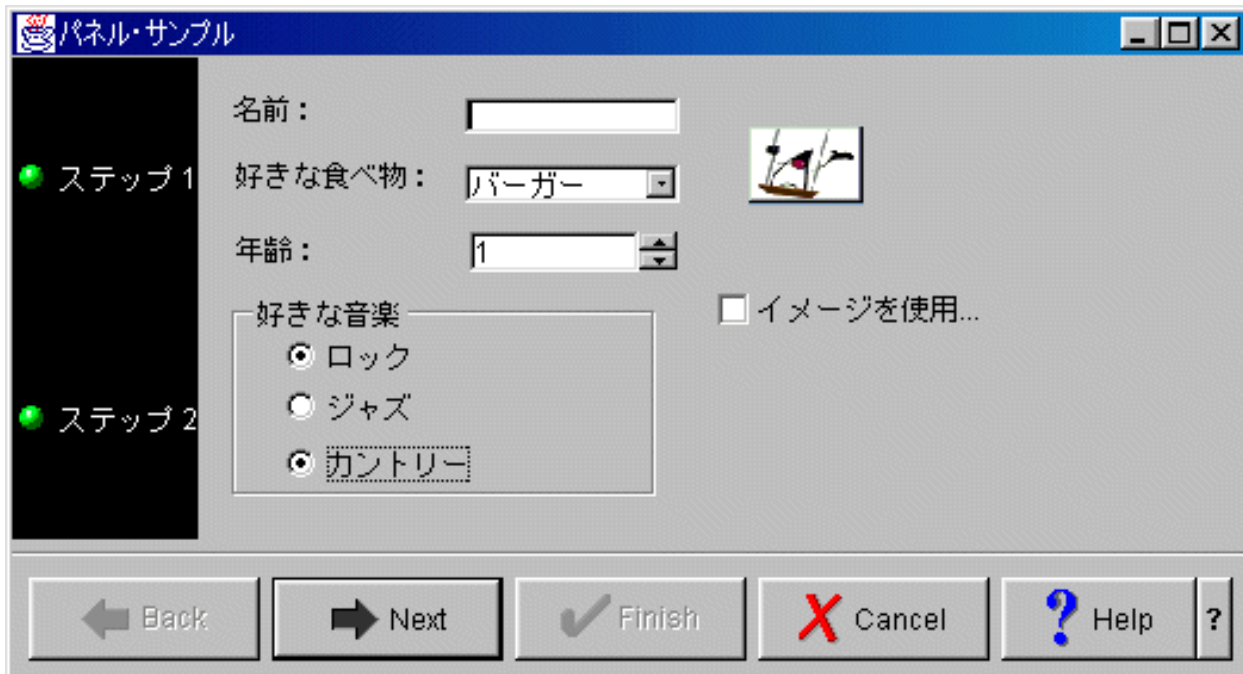 パネル・サンプル
名前：
ステップ 1
好きな食べ物：
バーガー
年齢：
1
好きな音楽
イメージを使用...
ロック
ジャズ
カントリー
ステップ 2
Back
Next
Finish
Cancel
? Help
?